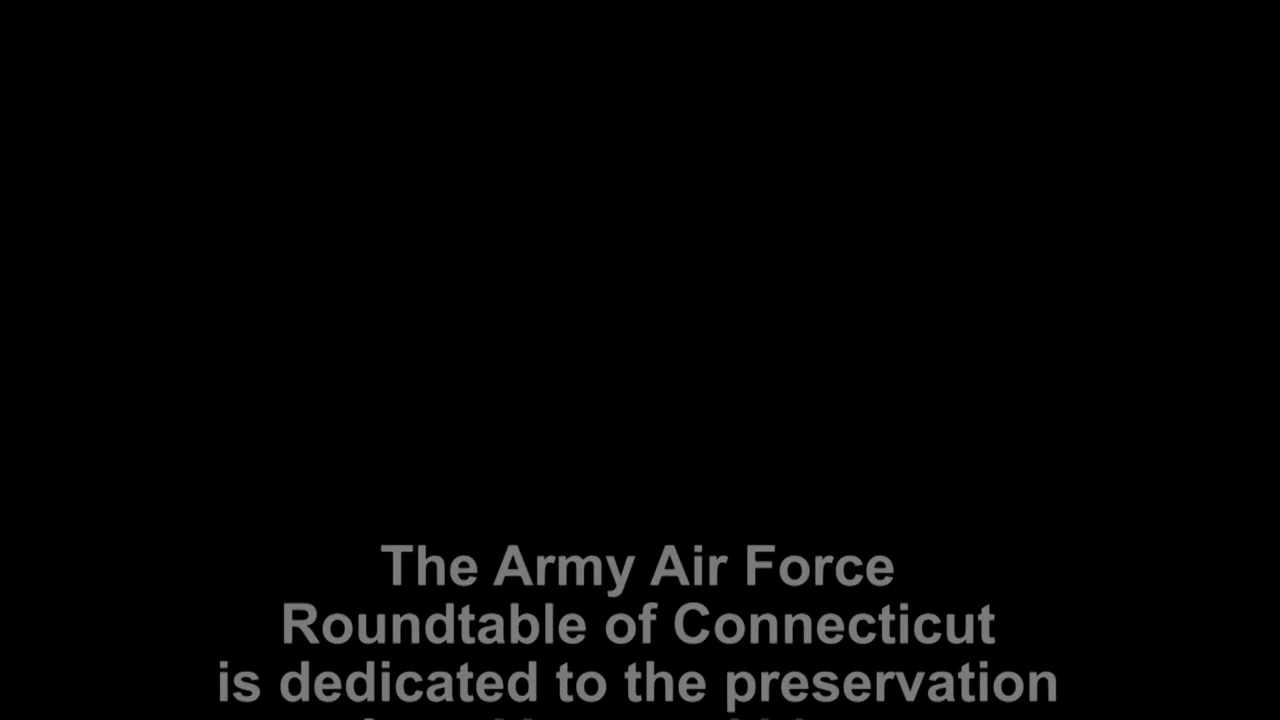 The Army Air Force
Roundtable of Connecticut
is dedicated to the preservation